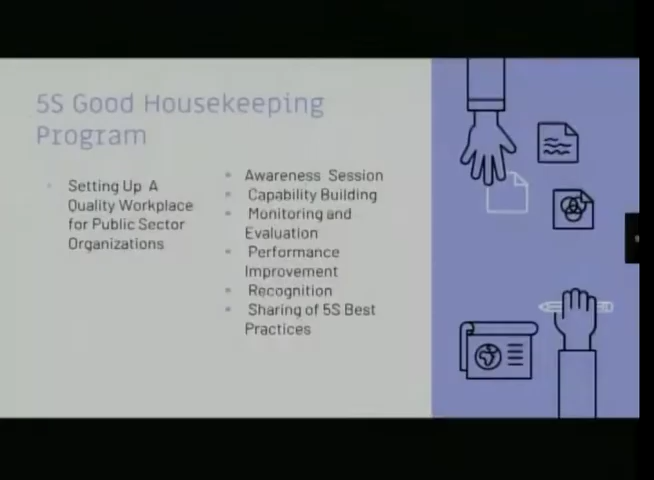 5S Good Housekeeping
Program
Setting Up A
Quality Workplace
for Public Sector
Organizations
Awareness Session
Capability Building
Monitoring and
Evaluation
Performance
Improvement
Recognition
Sharing of 5S Best
Practices